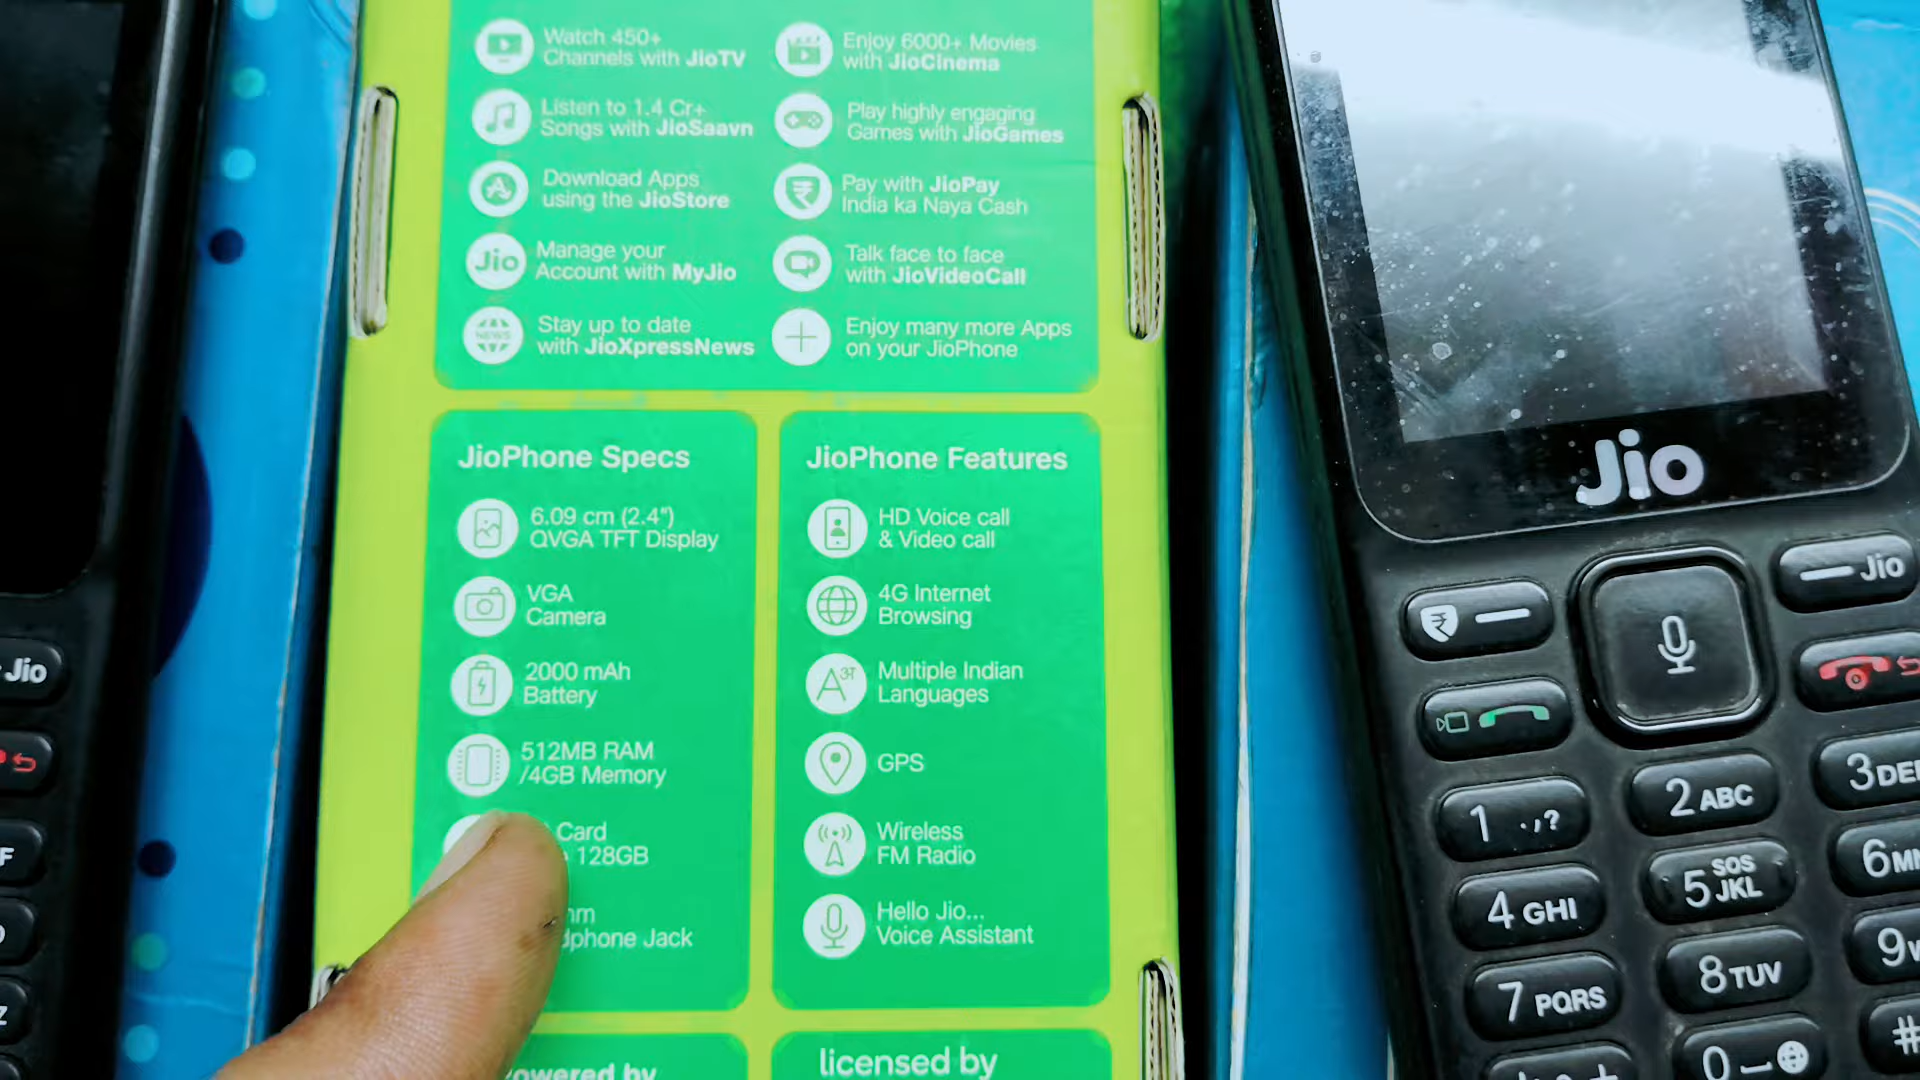 Watch 450+
Channels with JioTV
Enjoy 6000+ Movies
with JioCinema
Listen to 1.4 Cr+
Songs with JioSaavn
Play highly engaging
Games with JioGames
Download Apps
using the JioStore
Pay with JioPay
India ka Naya Cash
Jio
Manage your
Account with MyJio
Talk face to face
with JioVideoCall
NEWS
Stay up to date
with JioXpressNews
Enjoy many more Apps
on your JioPhone
JioPhone Specs
6.09 cm (2.4")
QVGA TFT Display
VGA
Camera
2000 mAh
Battery
512MB RAM
/4GB Memory
Card
128GB
Jack
JioPhone Features
HD Voice call
& Video call
4G Internet
Browsing
A अ
Multiple Indian
Languages
GPS
Wireless
FM Radio
Hello Jio...
Voice Assistant
licensed by
Jio
Jio
₹
Jio
1 .,?
2 ABC
3
4 GHI
5 SOS JKL
6
7 PQRS
8 TUV
9
0
#